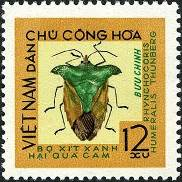 VIỆT NAM DÂN CHỦ CỘNG HÒA
BƯU CHÍNH
RHYNCHOCORIS
HUMERALIS THUNBERG
BỌ XÍT XANH
HẠI QUẢ CAM
12 xu